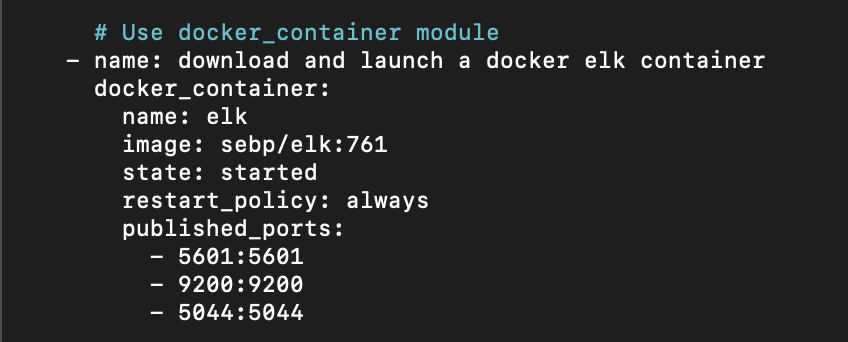 # Use docker_container module
- name: download and launch a docker elk container
docker_container:
name: elk
image: sebp/elk:761
state: started
restart_policy: always
published_ports:
- 5601:5601
- 9200:9200
- 5044:5044